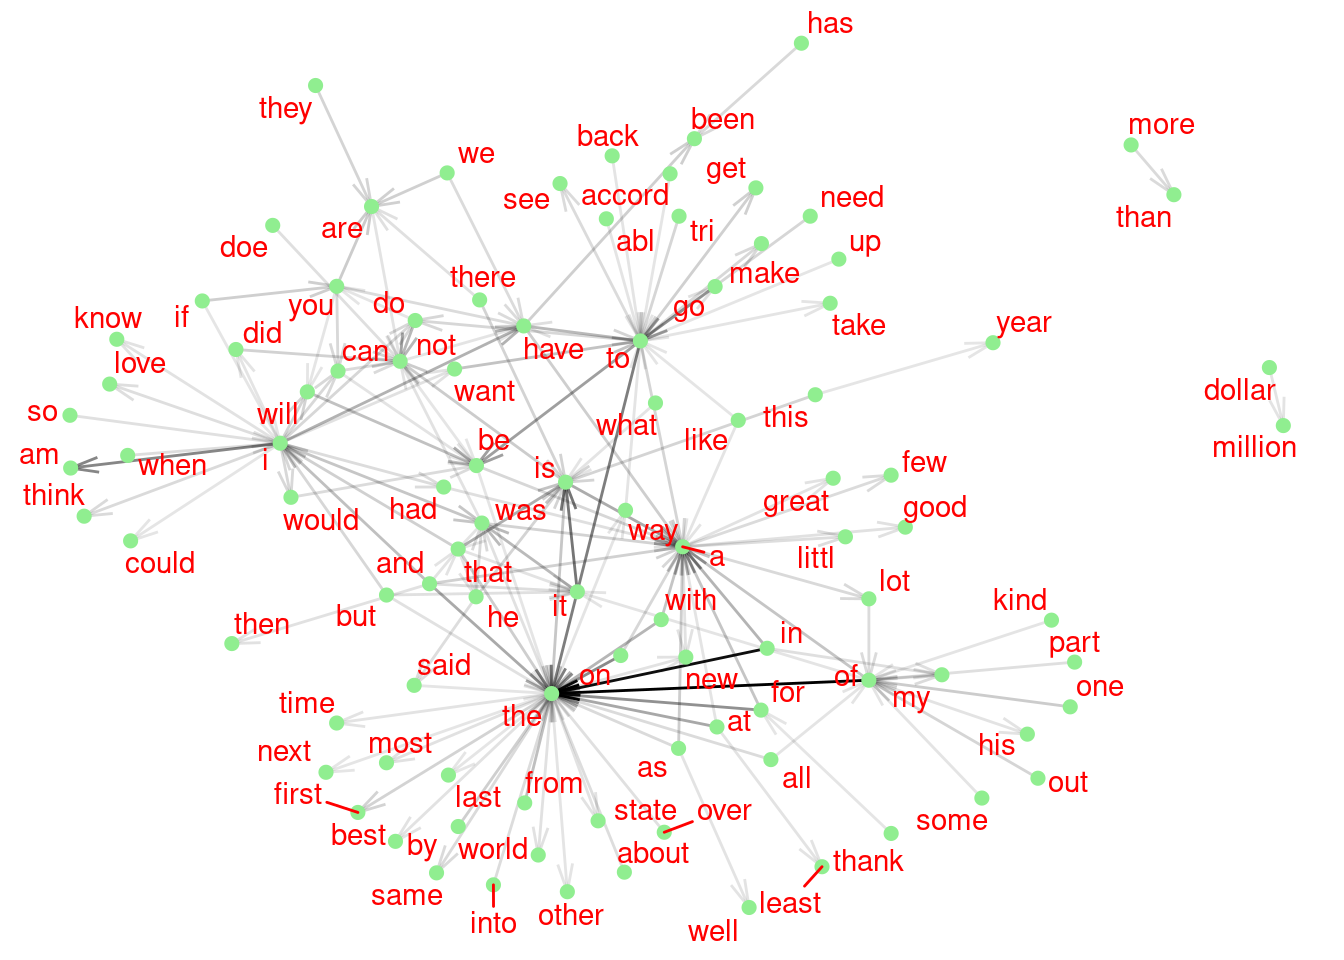 has
more
they
been
back
we
get
see
accord
need
than
are
tri
abl
up
doe
there
make
you
do
go
if
know
did
take
year
can
not
have
to
love
want
dollar
so
will
what
this
like
be
million
am
when
i
is
few
think
great
had
was
way
good
would
a
littl
could
and
that
lot
with
kind
then
but
he
it
in
part
said
on
new
of
my
one
time
the
for
at
his
next
most
as
all
out
first
last
from
state
over
some
best
by
world
about
thank
same
into
other
least
well